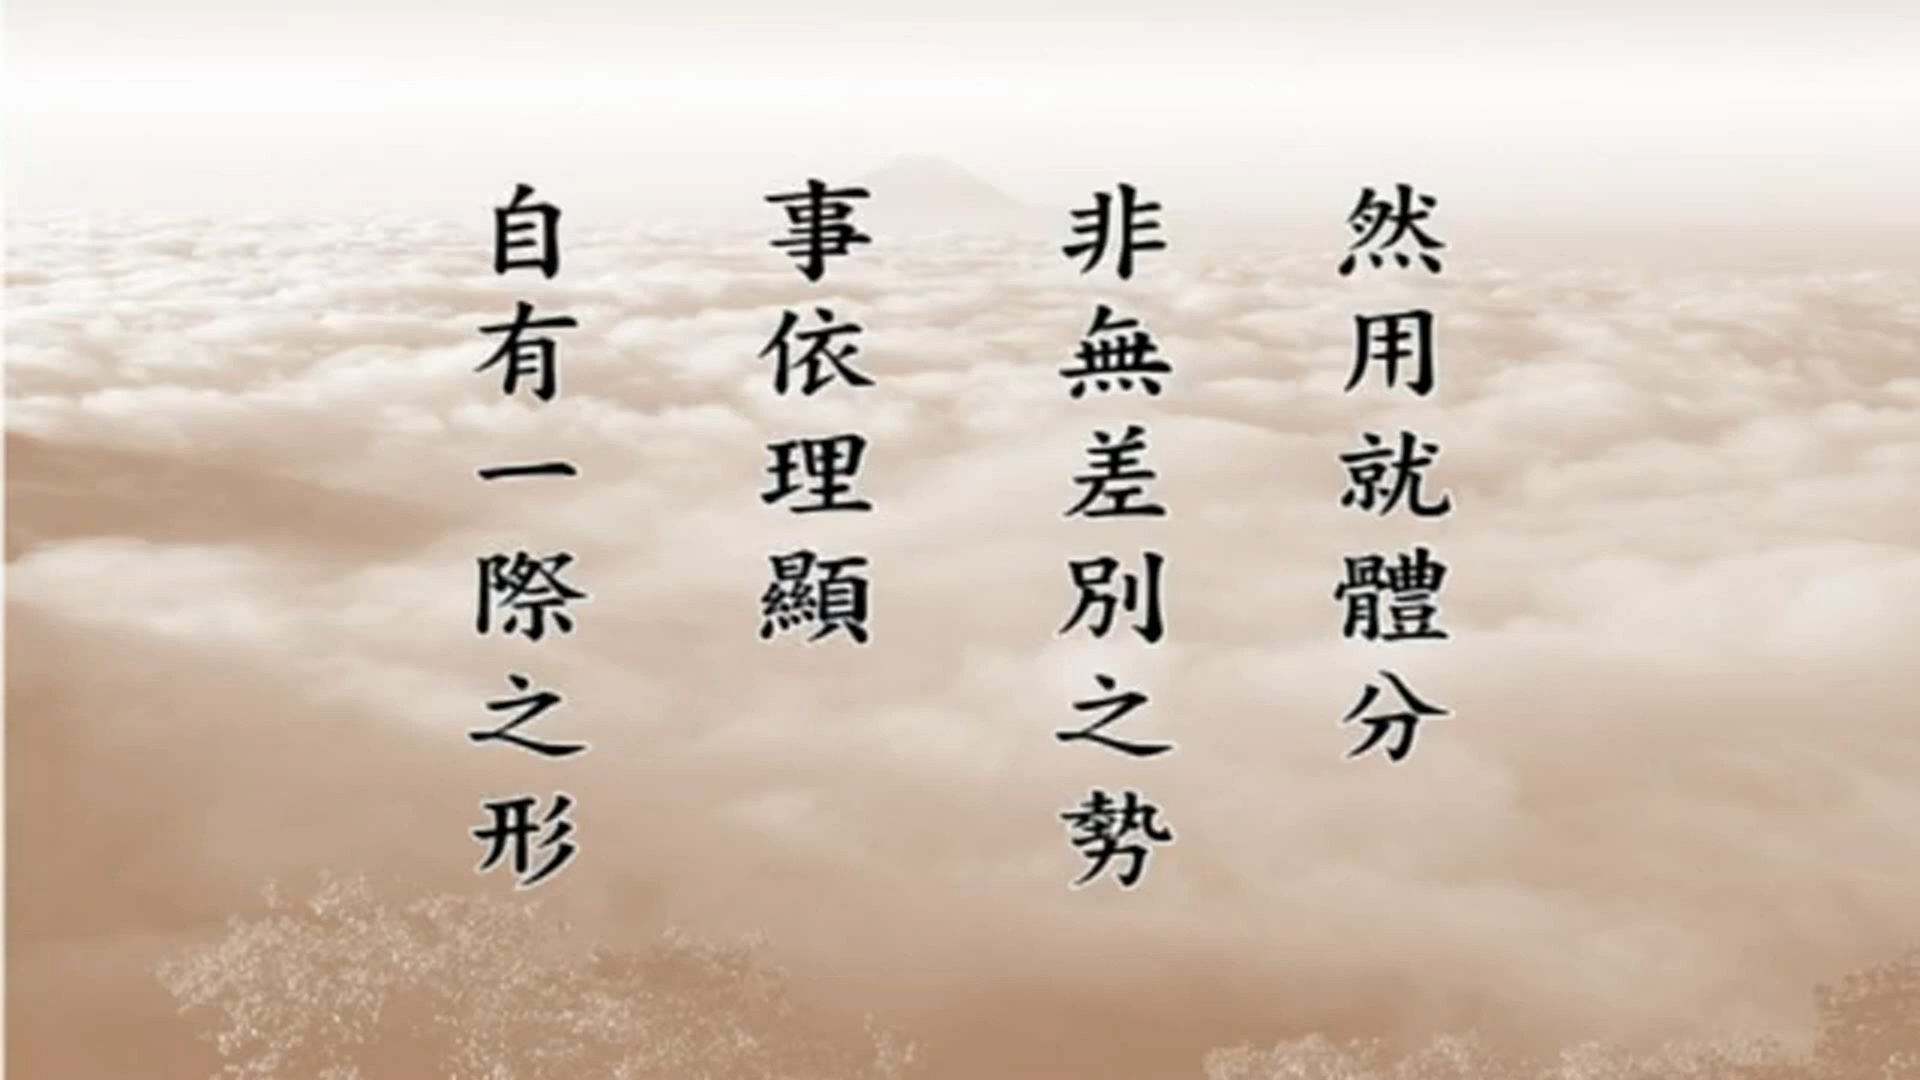 然用就體分
非無差別之勢
事依理顯
自有一際之形